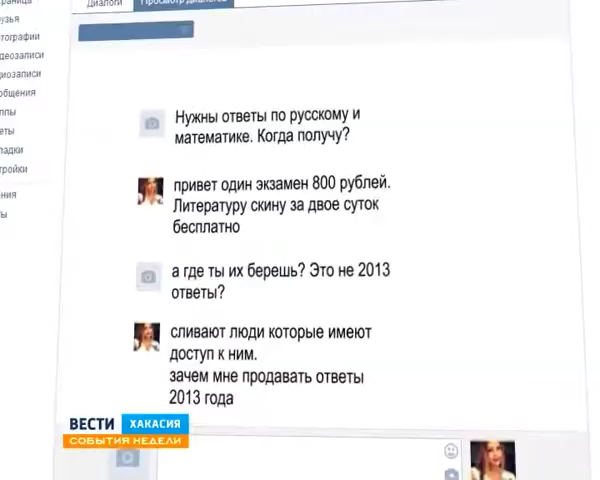 Диалоги
Просмотр диалогов
Нужны ответы по русскому и
математике. Когда получу?
привет один экзамен 800 рублей.
Литературу скину за двое суток
бесплатно
а где ты их берешь? Это не 2013
ответы?
сливают люди которые имеют
доступ к ним.
зачем мне продавать ответы
2013 года
ВЕСТИ ХАКАСИЯ
СОБЫТИЯ НЕДЕЛИ